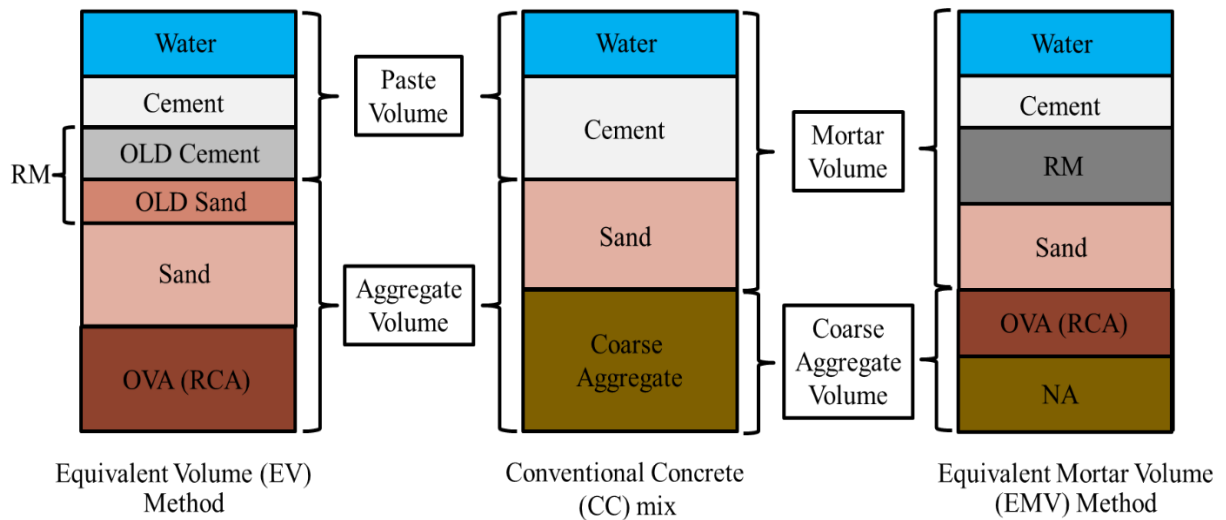 Water
Cement
OLD Cement
RM
OLD Sand
Sand
OVA (RCA)
Equivalent Volume (EV)
Method
Paste
Volume
Aggregate
Volume
Water
Cement
Sand
Coarse
Aggregate
Conventional Concrete
(CC) mix
Mortar
Volume
Coarse
Aggregate
Volume
Water
Cement
RM
Sand
OVA (RCA)
NA
Equivalent Mortar Volume
(EMV) Method